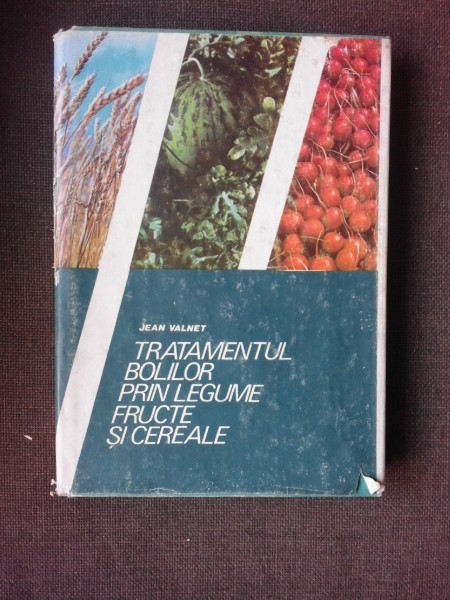 JEAN VALNET
TRATAMENTUL
BOLILOR
PRIN LEGUME
FRUCTE
ȘI CEREALE